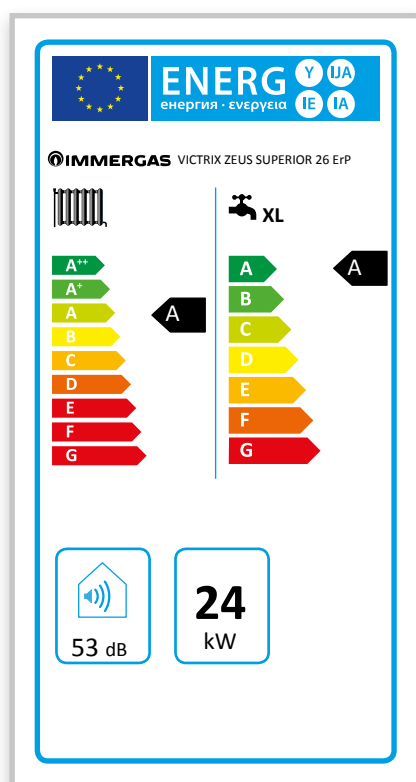 ENERG Y IJA
енергия · ενεργεια IE IA
IMMERGAS VICTRIX ZEUS SUPERIOR 26 ErP
XL
A++
A+
A
B
C
D
E
F
G
A
A
B
C
D
E
F
G
A
53 dB
24
kW